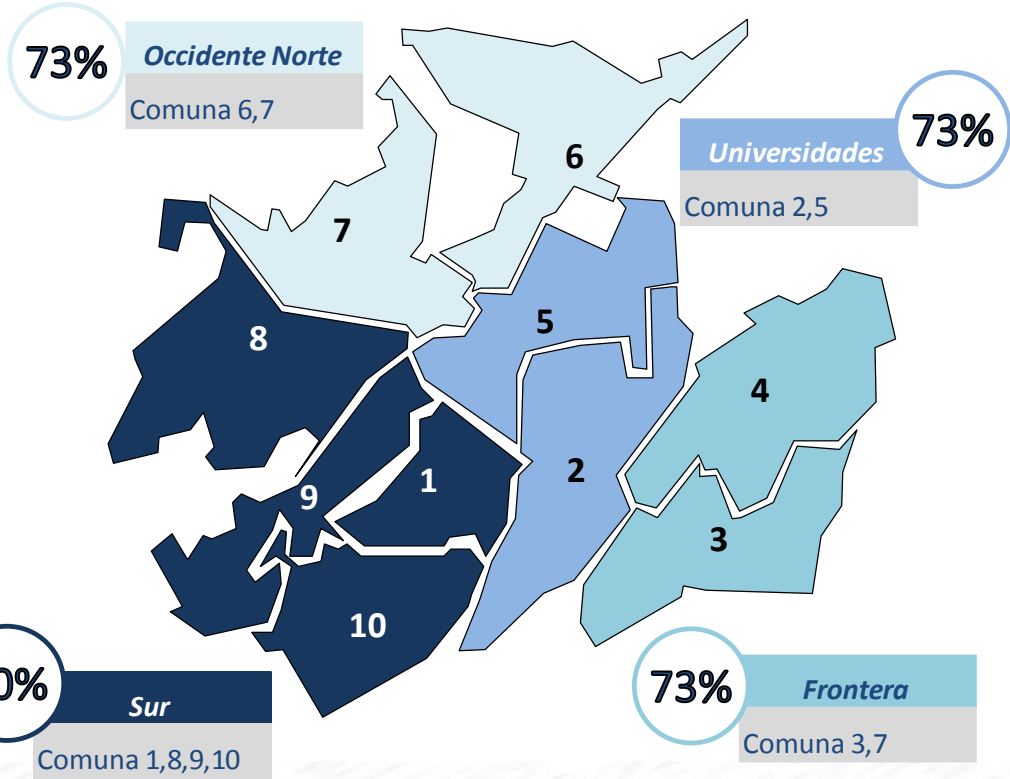 73%
Occidente Norte
Comuna 6,7
Universidades
73%
Comuna 2,5
6
7
5
8
4
1
2
9
3
10
0%
Sur
Comuna 1,8,9,10
73%
Frontera
Comuna 3,7